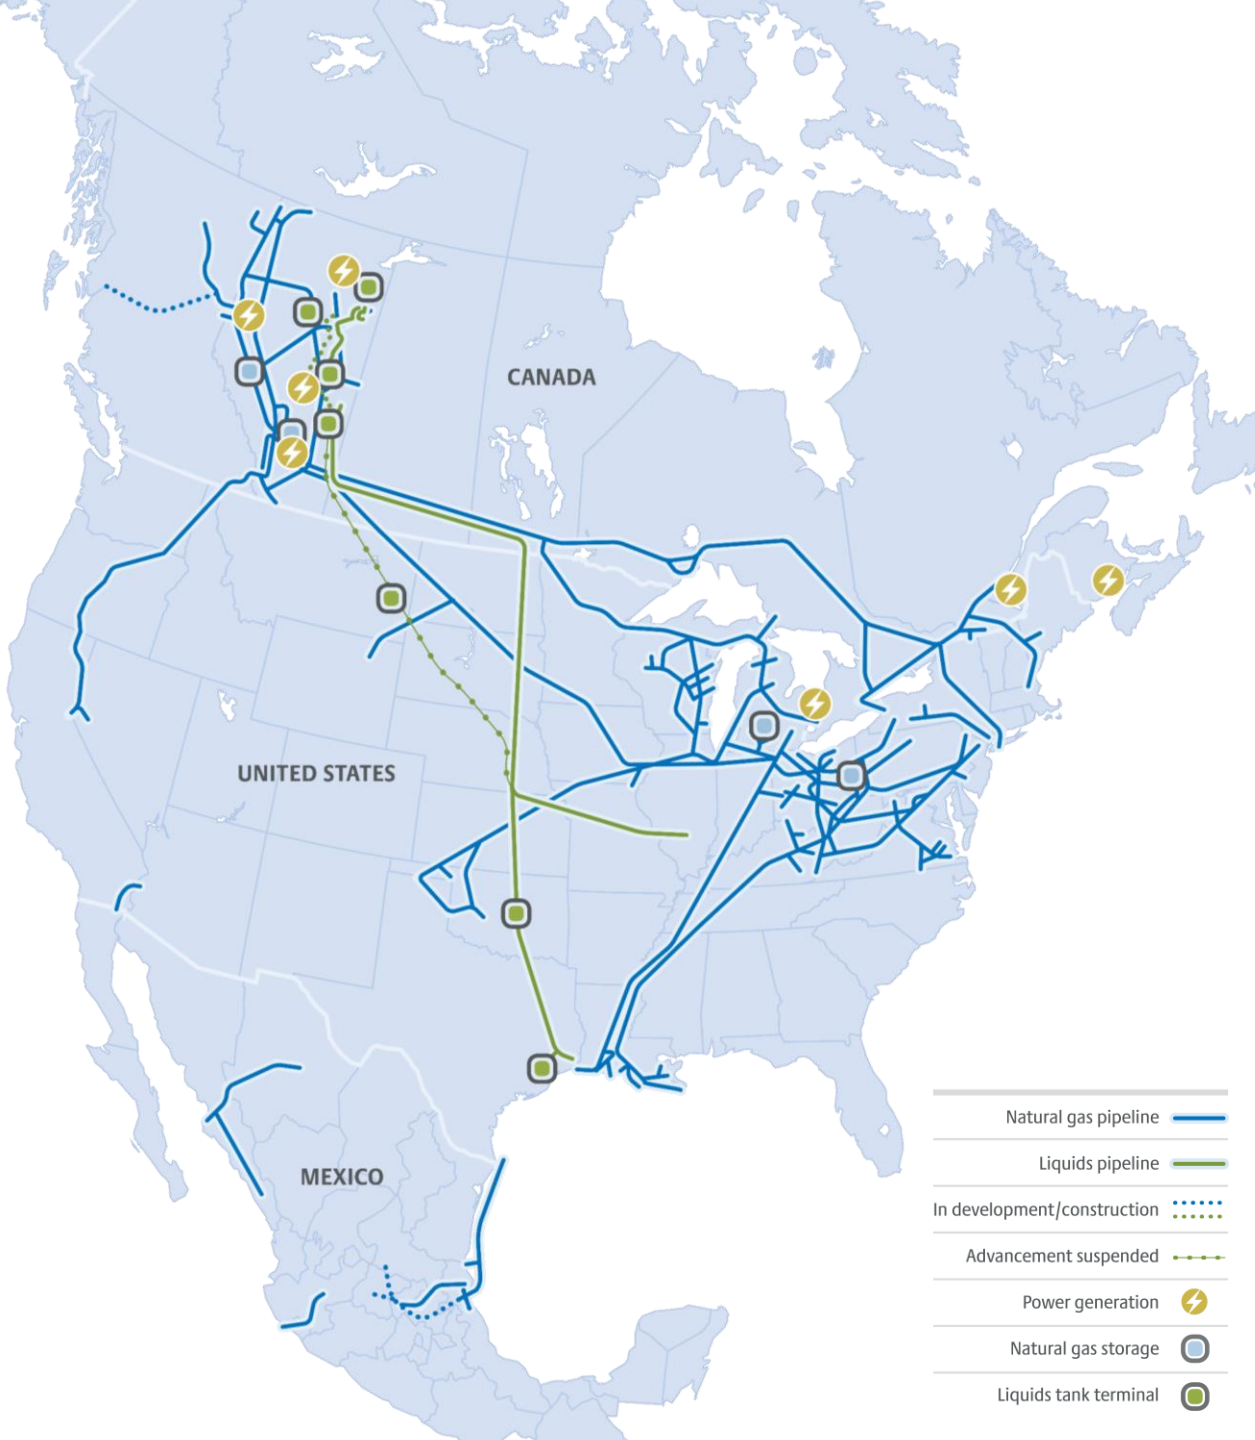 CANADA
UNITED STATES
MEXICO
Natural gas pipeline
Liquids pipeline
In development/construction
Advancement suspended
Power generation
Natural gas storage
Liquids tank terminal